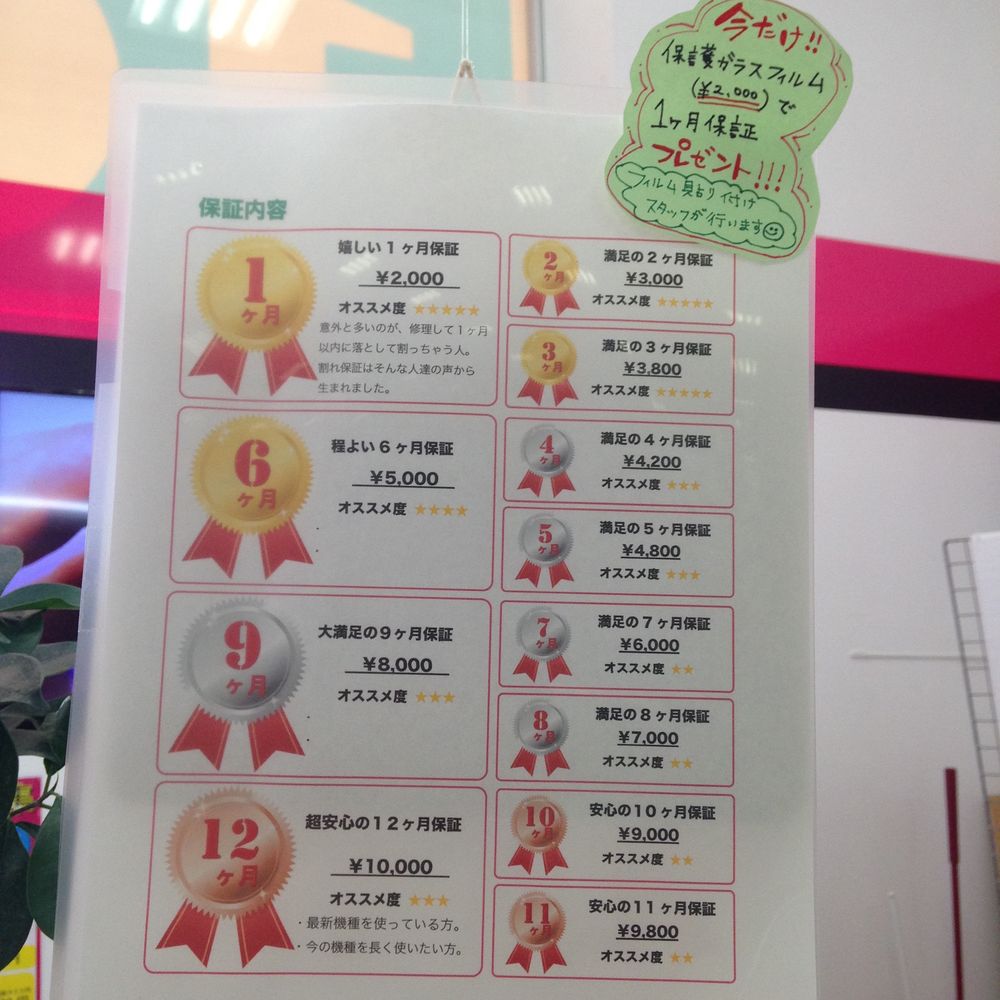 今だけ!!
保護ガラスフィルム
(¥2,000)で
1ヶ月保証
プレゼント!!!
フィルム貼り付け
スタッフが行います
保証内容
1
ヶ月
嬉しい1ヶ月保証
¥2,000
オススメ度 ★★★★★
意外と多いのが、修理して1ヶ月
以内に落として割っちゃう人。
割れ保証はそんな人達の声から
生まれました。
6
ヶ月
程よい6ヶ月保証
¥5,000
オススメ度 ★★★★
9
ヶ月
大満足の9ヶ月保証
¥8,000
オススメ度 ★★★
12
ヶ月
超安心の12ヶ月保証
¥10,000
オススメ度 ★★★
・最新機種を使っている方。
・今の機種を長く使いたい方。
2
ヶ月
満足の2ヶ月保証
¥3,000
オススメ度 ★★★★★
3
ヶ月
満足の3ヶ月保証
¥3,800
オススメ度 ★★★★★
4
ヶ月
満足の4ヶ月保証
¥4,200
オススメ度 ★★★
5
ヶ月
満足の5ヶ月保証
¥4,800
オススメ度 ★★★
7
ヶ月
満足の7ヶ月保証
¥6,000
オススメ度 ★★
8
ヶ月
満足の8ヶ月保証
¥7,000
オススメ度 ★★
10
ヶ月
安心の10ヶ月保証
¥9,000
オススメ度 ★★
11
ヶ月
安心の11ヶ月保証
¥9,800
オススメ度 ★★